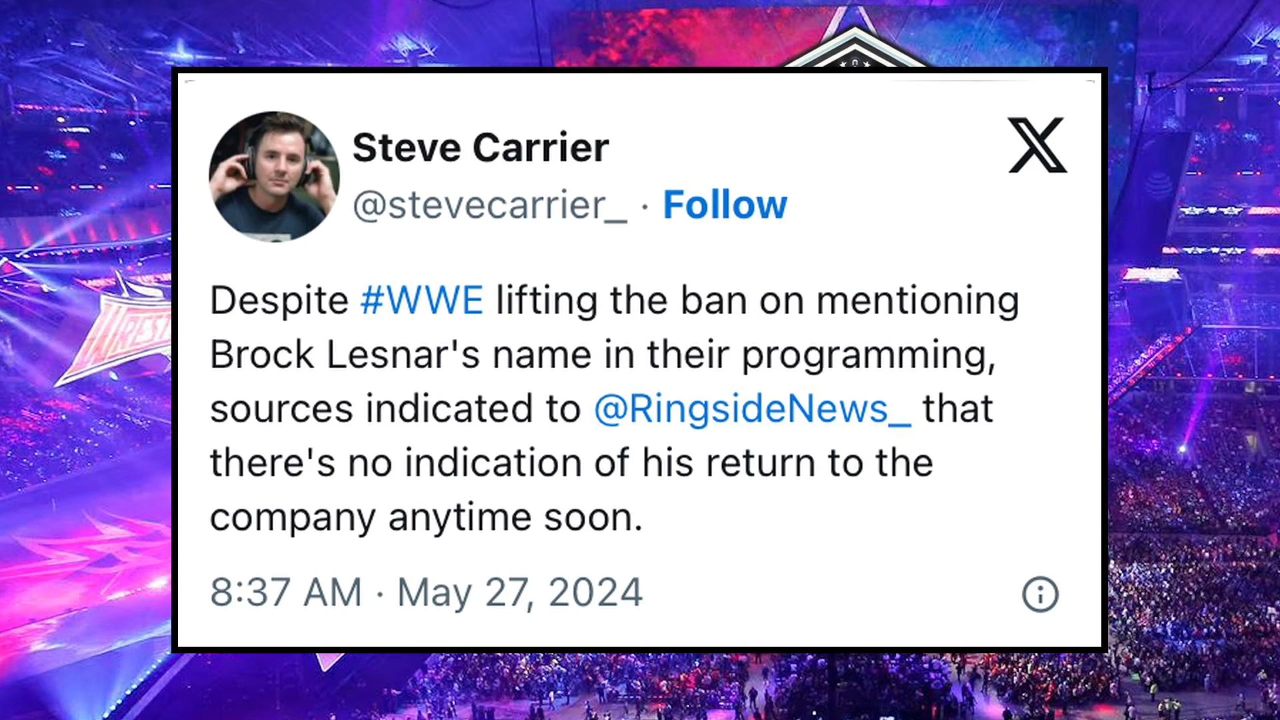 Steve Carrier
@stevecarrier_ · Follow
Despite #WWE lifting the ban on mentioning
Brock Lesnar's name in their programming,
sources indicated to @RingsideNews_ that
there's no indication of his return to the
company anytime soon.
8:37 AM · May 27, 2024